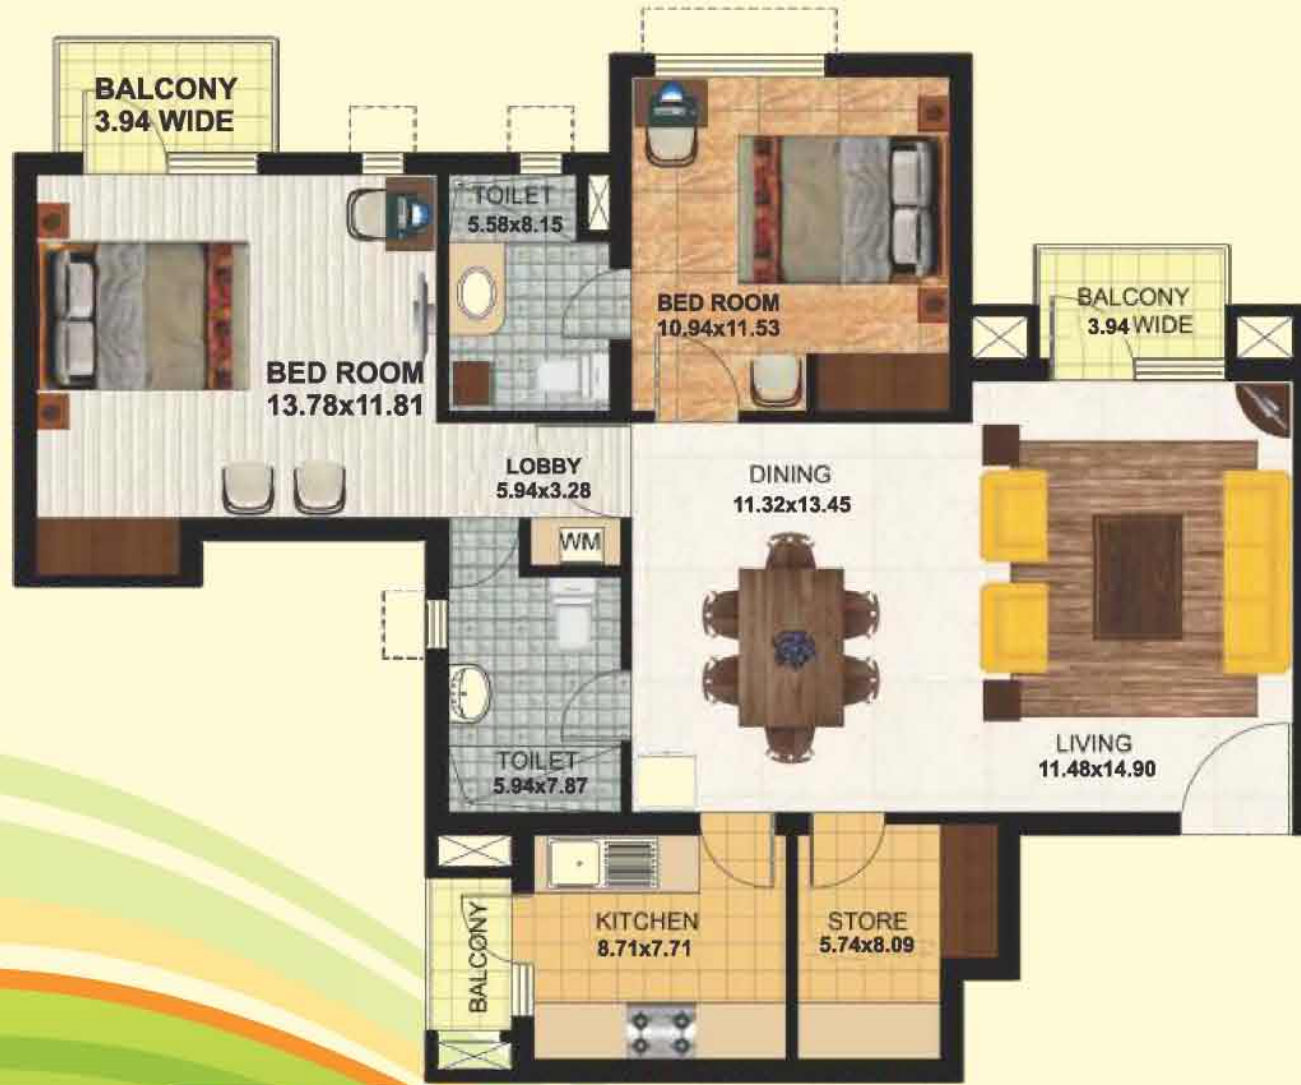 BALCONY
3.94 WIDE
TOILET
5.58x8.15
BED ROOM
10.94x11.53
BALCONY
3.94 WIDE
BED ROOM
13.78x11.81
LOBBY
5.94x3.28
DINING
11.32x13.45
WM
LIVING
11.48x14.90
TOILET
5.94x7.87
KITCHEN
8.71x7.71
STORE
5.74x8.09
BALCONY